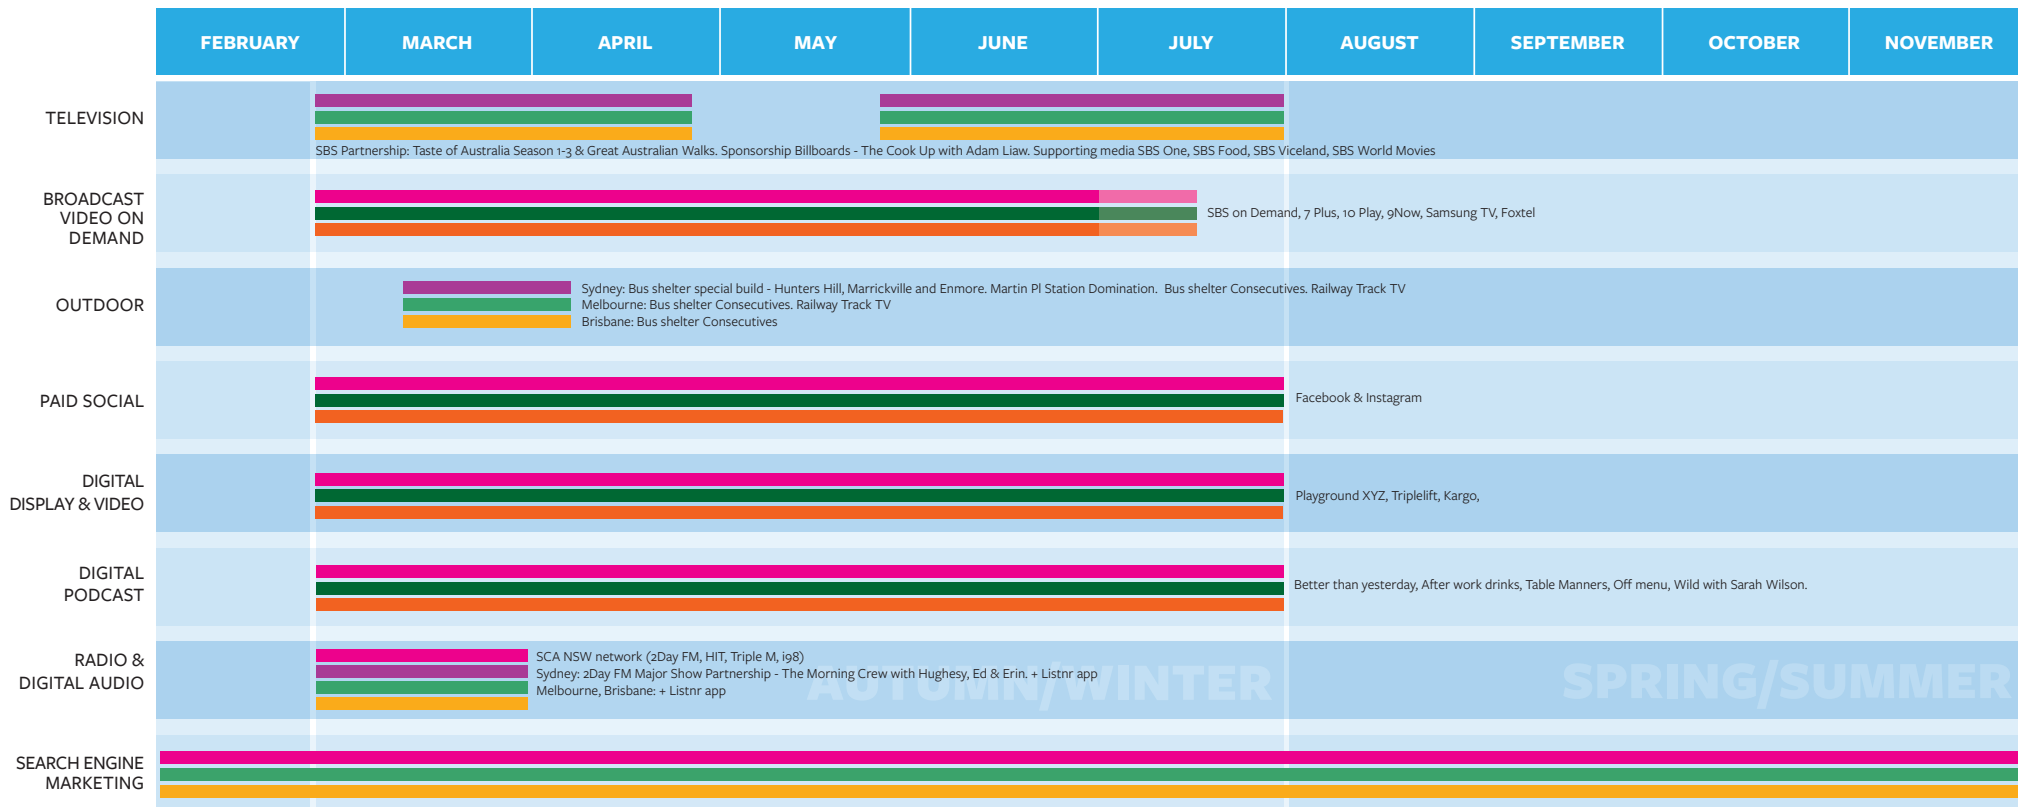 FEBRUARY MARCH APRIL MAY JUNE JULY AUGUST SEPTEMBER OCTOBER NOVEMBER
TELEVISION
SBS Partnership: Taste of Australia Season 1-3 & Great Australian Walks. Sponsorship Billboards - The Cook Up with Adam Liaw. Supporting media SBS One, SBS Food, SBS Viceland, SBS World Movies
BROADCAST
VIDEO ON
DEMAND
SBS on Demand, 7 Plus, 10 Play, 9Now, Samsung TV, Foxtel
OUTDOOR
Sydney: Bus shelter special build - Hunters Hill, Marrickville and Enmore. Martin Pl Station Domination. Bus shelter Consecutives. Railway Track TV
Melbourne: Bus shelter Consecutives. Railway Track TV
Brisbane: Bus shelter Consecutives
PAID SOCIAL
Facebook & Instagram
DIGITAL
DISPLAY & VIDEO
Playground XYZ, Triplelift, Kargo,
DIGITAL
PODCAST
Better than yesterday, After work drinks, Table Manners, Off menu, Wild with Sarah Wilson.
RADIO &
DIGITAL AUDIO
SCA NSW network (2Day FM, HIT, Triple M, i98)
Sydney: 2Day FM Major Show Partnership - The Morning Crew with Hughesy, Ed & Erin. + Listnr app
Melbourne, Brisbane: + Listnr app
AUTUMN/WINTER
SPRING/SUMMER
SEARCH ENGINE
MARKETING